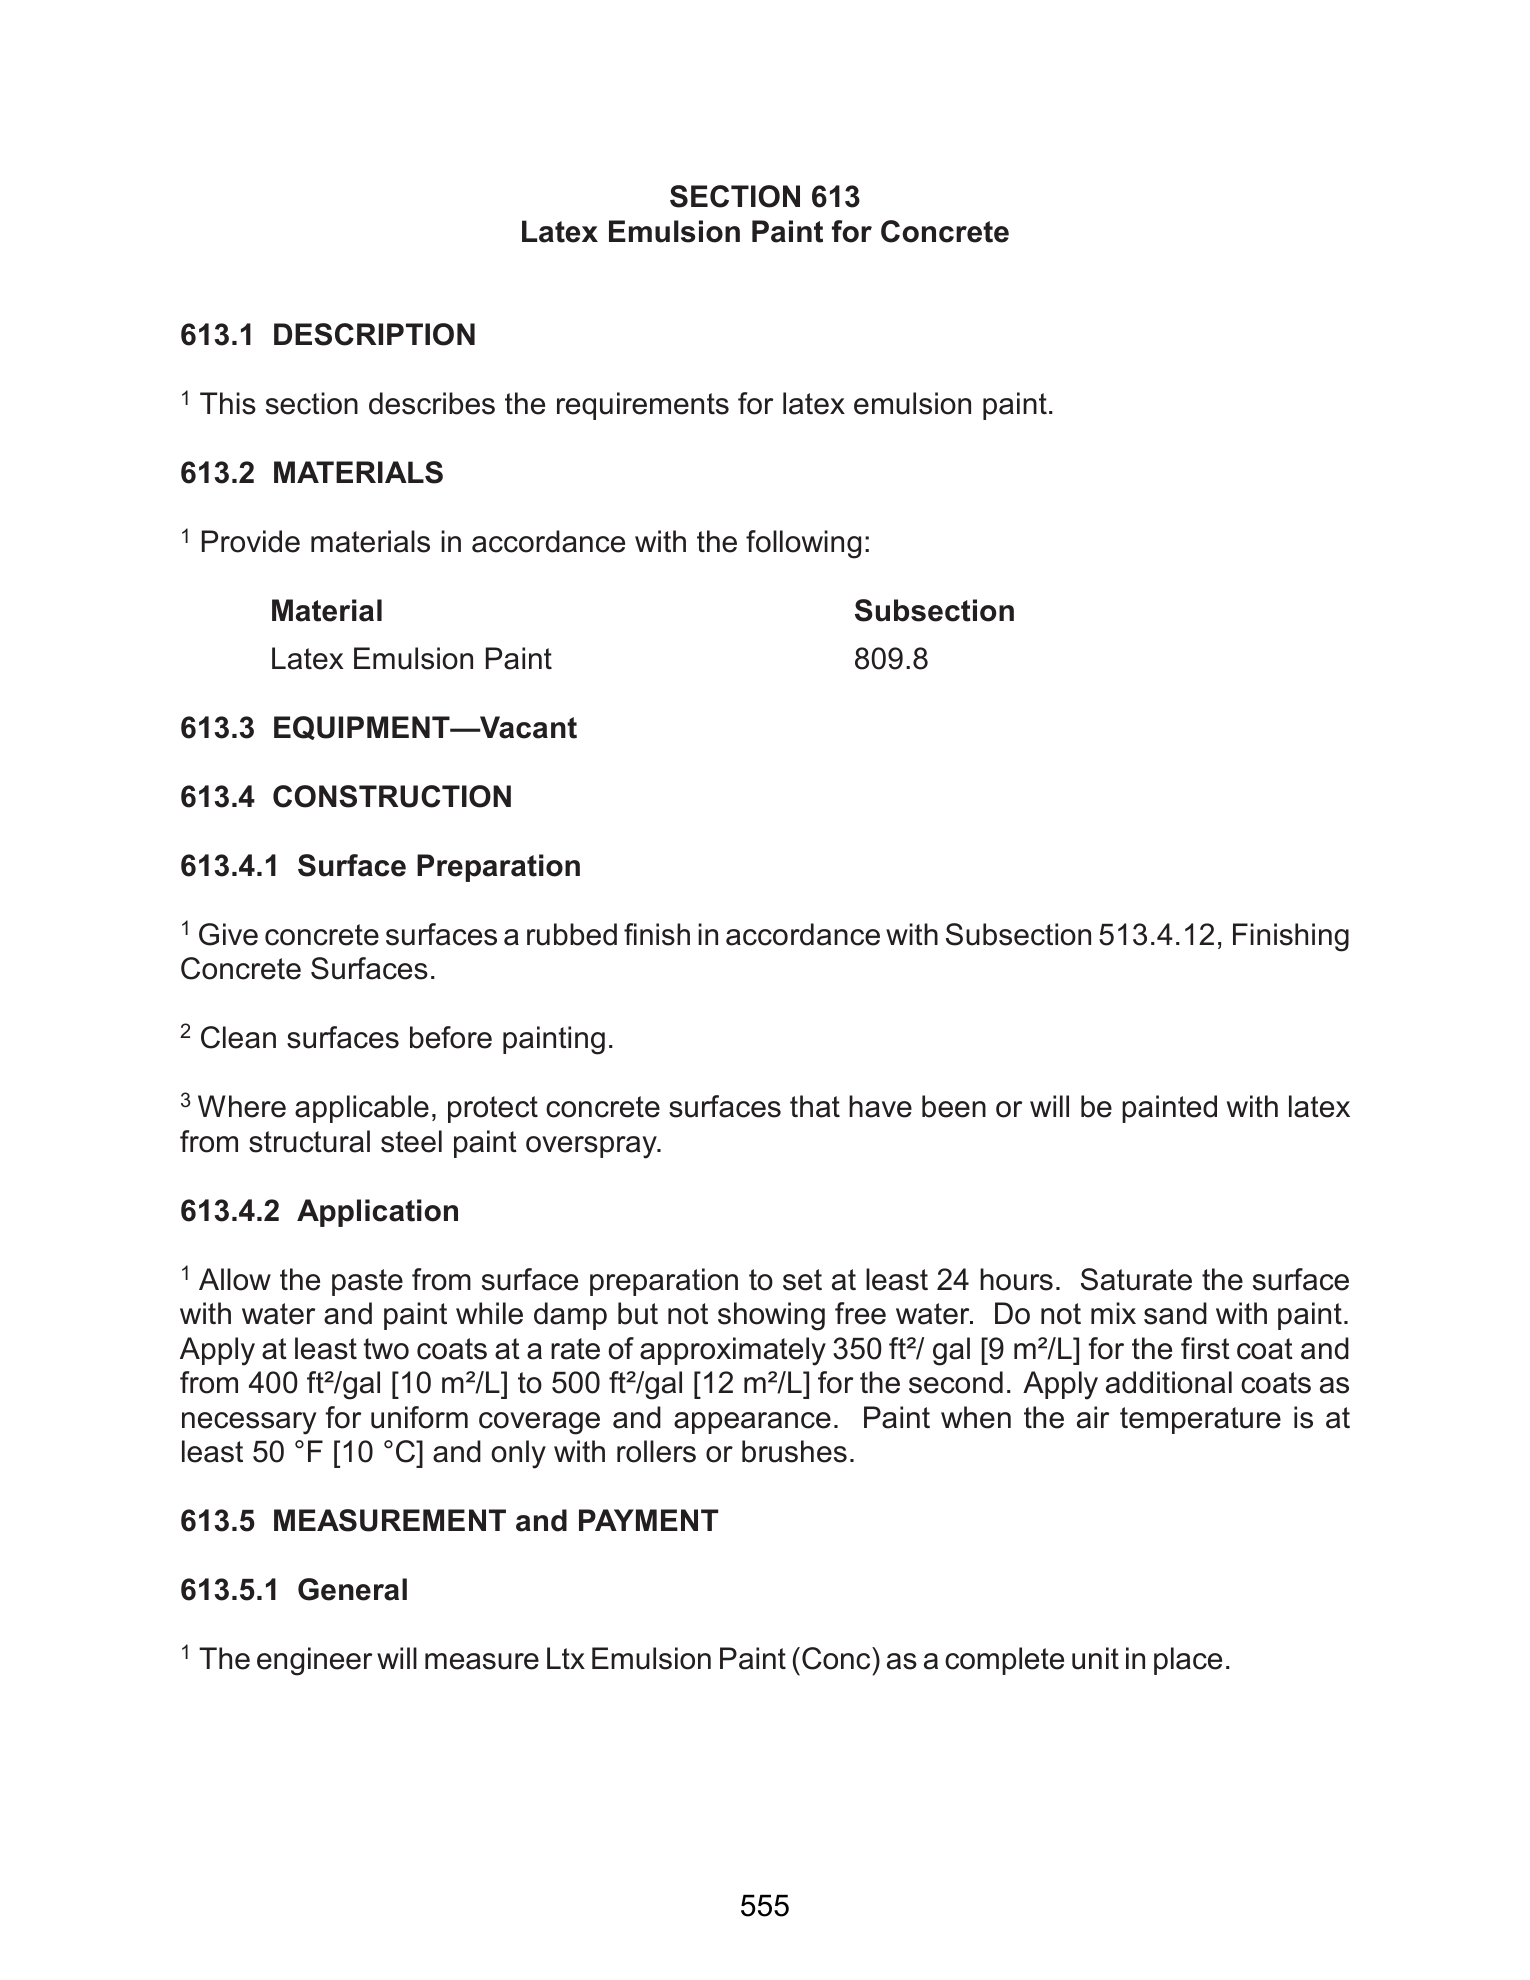 SECTION 613
Latex Emulsion Paint for Concrete
613.1 DESCRIPTION
¹ This section describes the requirements for latex emulsion paint.
613.2 MATERIALS
¹ Provide materials in accordance with the following:
Material Subsection
Latex Emulsion Paint 809.8
613.3 EQUIPMENT—Vacant
613.4 CONSTRUCTION
613.4.1 Surface Preparation
¹ Give concrete surfaces a rubbed finish in accordance with Subsection 513.4.12, Finishing
Concrete Surfaces.
² Clean surfaces before painting.
³ Where applicable, protect concrete surfaces that have been or will be painted with latex
from structural steel paint overspray.
613.4.2 Application
¹ Allow the paste from surface preparation to set at least 24 hours. Saturate the surface
with water and paint while damp but not showing free water. Do not mix sand with paint.
Apply at least two coats at a rate of approximately 350 ft²/ gal [9 m²/L] for the first coat and
from 400 ft²/gal [10 m²/L] to 500 ft²/gal [12 m²/L] for the second. Apply additional coats as
necessary for uniform coverage and appearance. Paint when the air temperature is at
least 50 °F [10 °C] and only with rollers or brushes.
613.5 MEASUREMENT and PAYMENT
613.5.1 General
¹ The engineer will measure Ltx Emulsion Paint (Conc) as a complete unit in place.
555